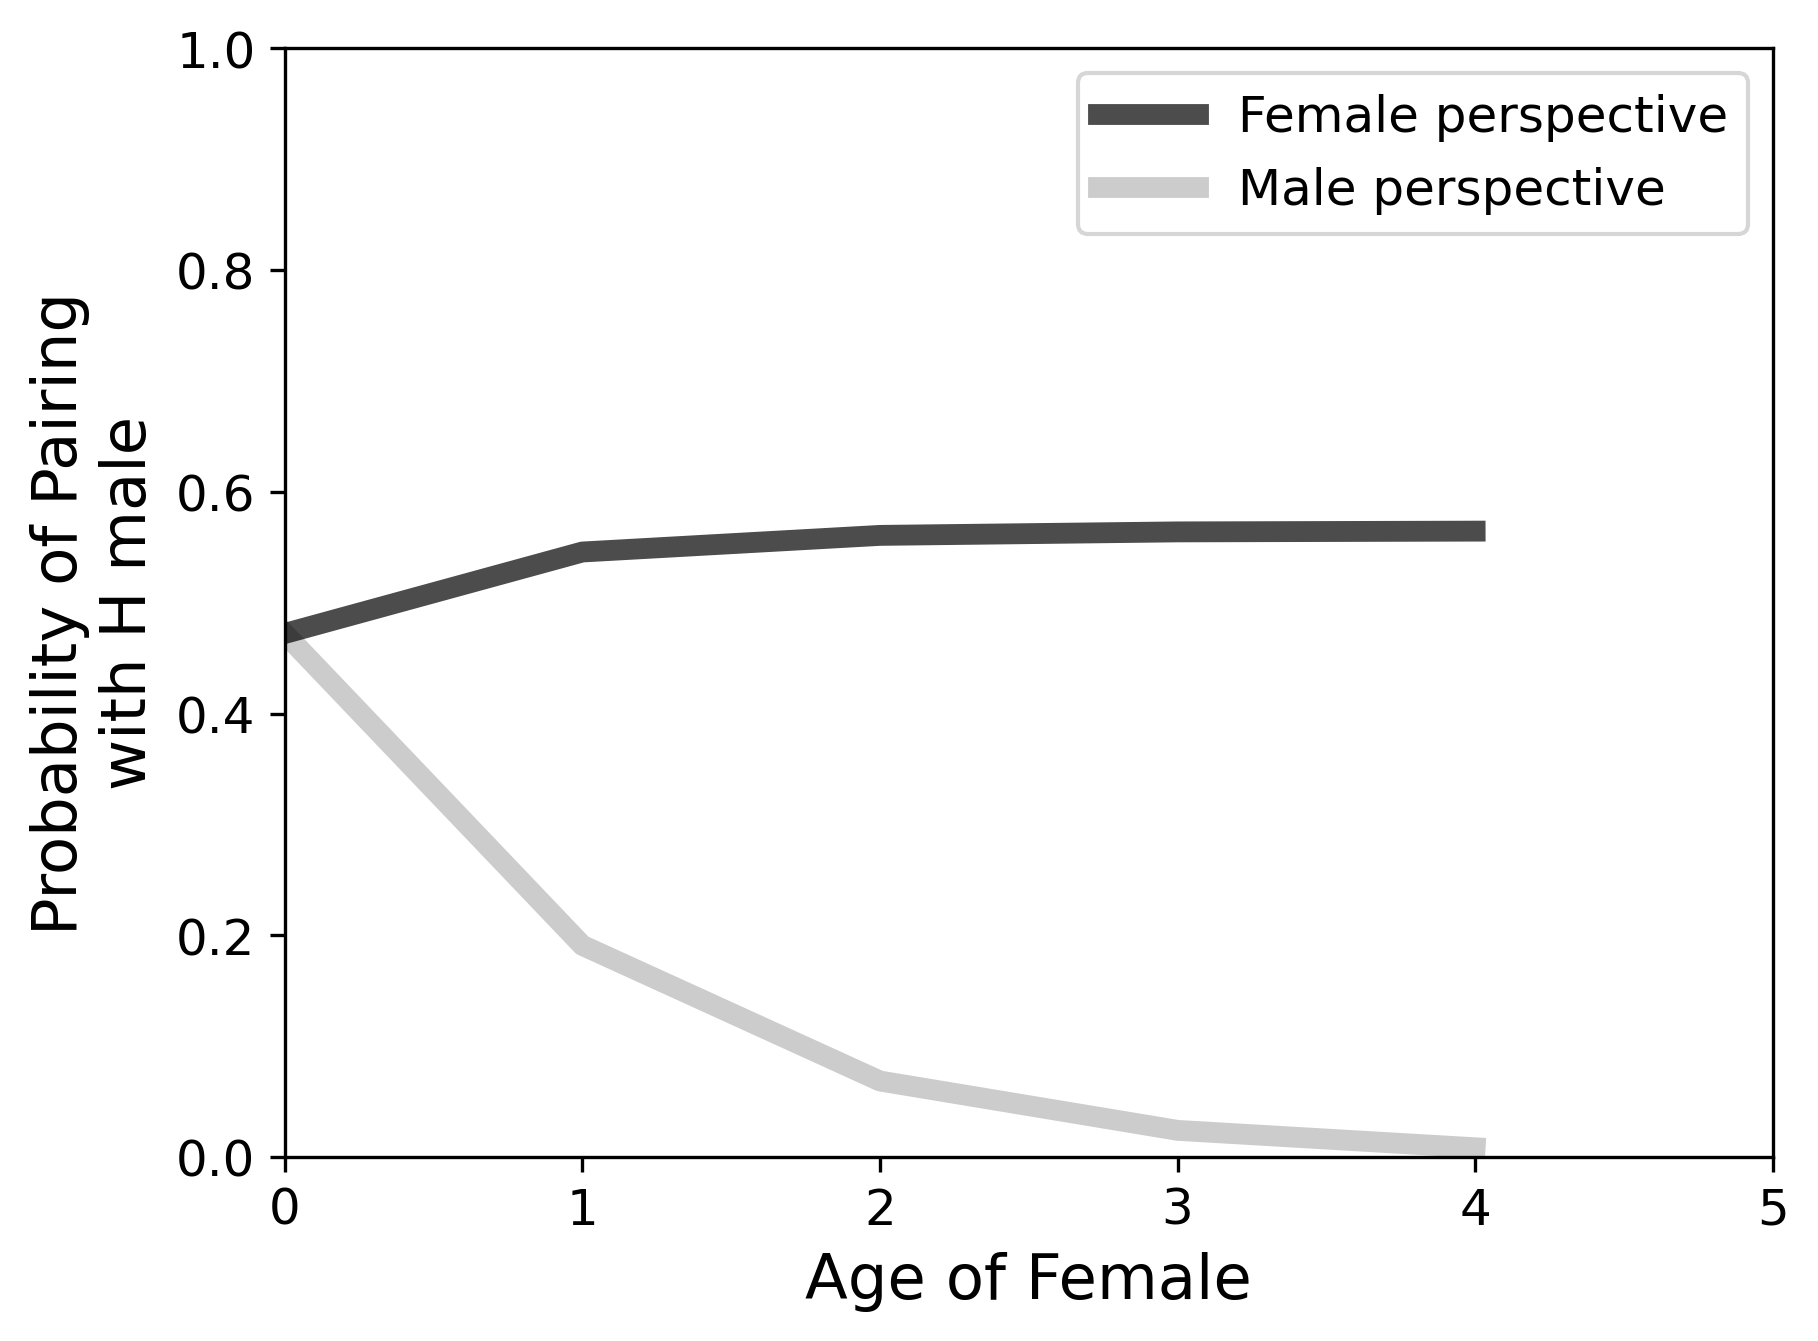 Probability of Pairing
with H male
1.0
0.8
0.6
0.4
0.2
0.0
Female perspective
Male perspective
0 1 2 3 4 5
Age of Female